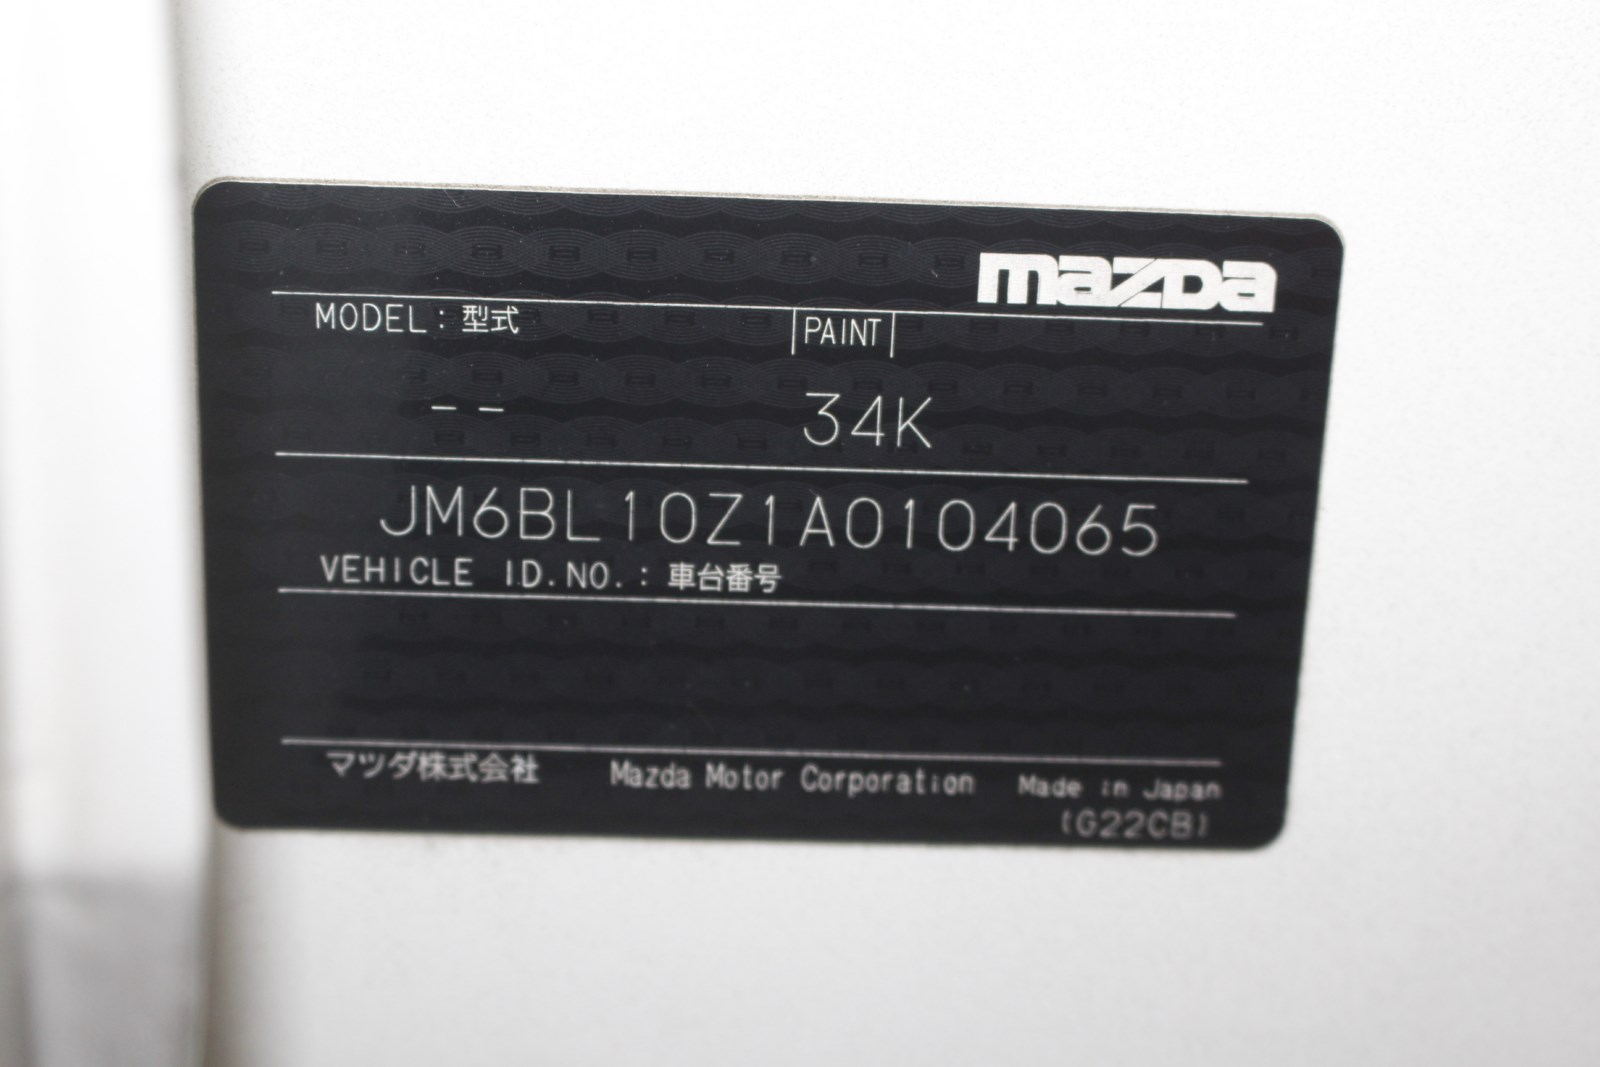 mazda
MODEL: 型式 PAINT
-- 34K
JM6BL10Z1A0104065
VEHICLE ID.NO.: 車台番号
マツダ株式会社 Mazda Motor Corporation Made in Japan
(G22CB)